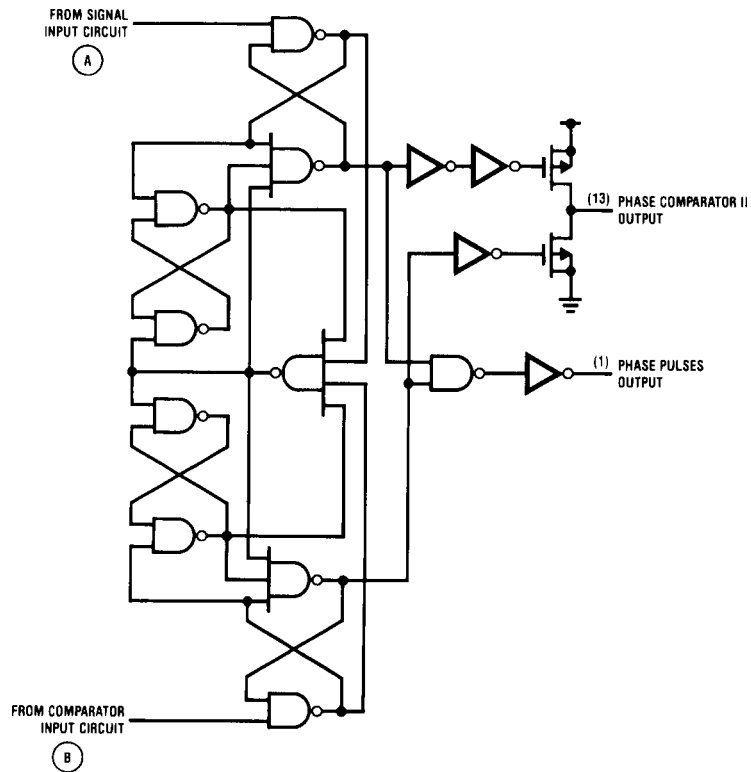 FROM SIGNAL
INPUT CIRCUIT
A
(13) PHASE COMPARATOR II
OUTPUT
(1) PHASE PULSES
OUTPUT
FROM COMPARATOR
INPUT CIRCUIT
B